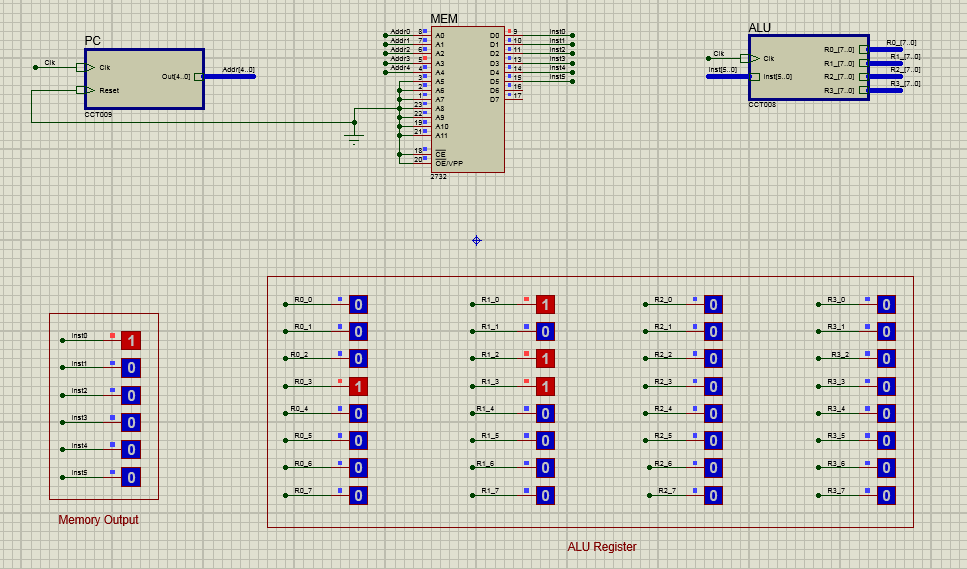 PC
Clk
Clk
Reset
Out[4..0]
Addr[4..0]
CCT009
MEM
Addr0 8 A0 D0 9 Inst0
Addr1 7 A1 D1 10 Inst1
Addr2 6 A2 D2 11 Inst2
Addr3 5 A3 D3 13 Inst3
Addr4 4 A4 D4 14 Inst4
3 A5 D5 15 Inst5
2 A6 D6 16
1 A7 D7 17
23 A8
22 A9
19 A10
21 A11
18 CE
20 OE/VPP
2732
ALU
Clk
Clk
Inst[5..0]
Inst[5..0]
R0_[7..0] R0_[7..0]
R1_[7..0] R1_[7..0]
R2_[7..0] R2_[7..0]
R3_[7..0] R3_[7..0]
CCT008
Inst0 1
Inst1 0
Inst2 0
Inst3 0
Inst4 0
Inst5 0
Memory Output
R0_0 0 R1_0 1 R2_0 0 R3_0 0
R0_1 0 R1_1 0 R2_1 0 R3_1 0
R0_2 0 R1_2 1 R2_2 0 R3_2 0
R0_3 1 R1_3 1 R2_3 0 R3_3 0
R0_4 0 R1_4 0 R2_4 0 R3_4 0
R0_5 0 R1_5 0 R2_5 0 R3_5 0
R0_6 0 R1_6 0 R2_6 0 R3_6 0
R0_7 0 R1_7 0 R2_7 0 R3_7 0
ALU Register